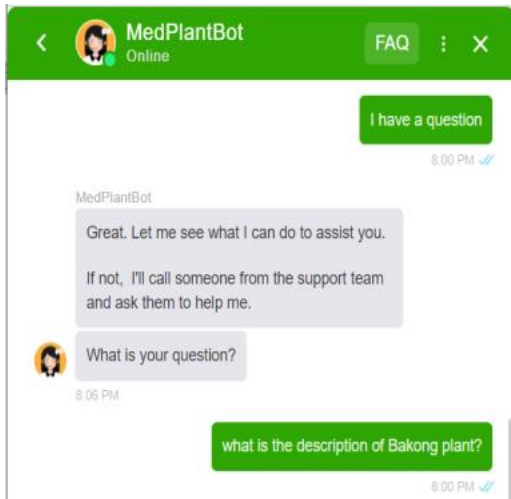 MedPlantBot
Online
FAQ
I have a question
8:00 PM
MedPlantBot
Great. Let me see what I can do to assist you.
If not, I'll call someone from the support team
and ask them to help me.
What is your question?
8:06 PM
what is the description of Bakong plant?
8:00 PM